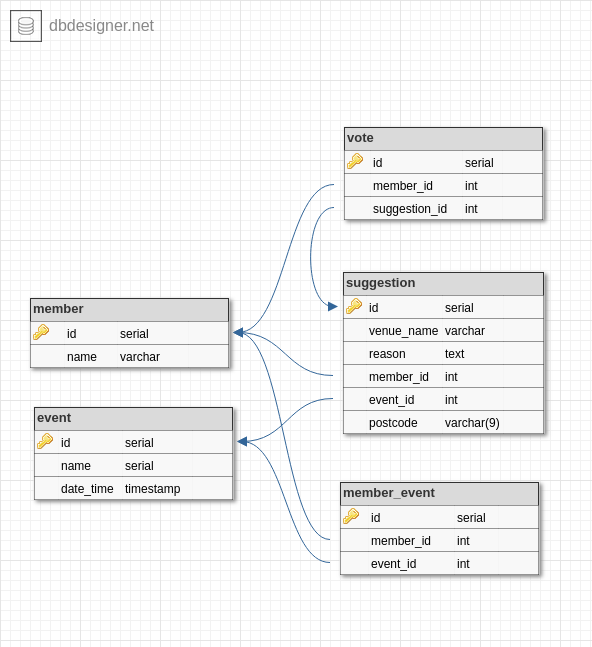 dbdesigner.net
vote
id serial
member_id int
suggestion_id int
suggestion
id serial
venue_name varchar
reason text
member_id int
event_id int
postcode varchar(9)
member
id serial
name varchar
event
id serial
name serial
date_time timestamp
member_event
id serial
member_id int
event_id int